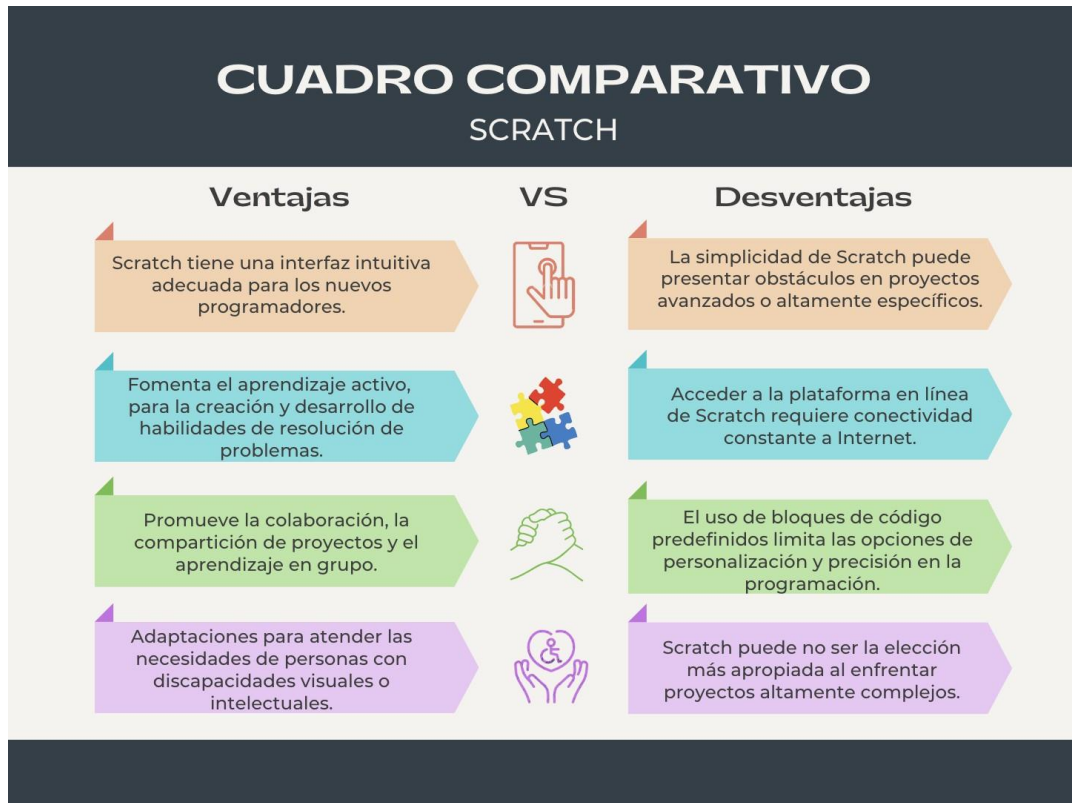 CUADRO COMPARATIVO
SCRATCH
Ventajas
VS
Desventajas
Scratch tiene una interfaz intuitiva
adecuada para los nuevos
programadores.
La simplicidad de Scratch puede
presentar obstáculos en proyectos
avanzados o altamente específicos.
Fomenta el aprendizaje activo,
para la creación y desarrollo de
habilidades de resolución de
problemas.
Acceder a la plataforma en línea
de Scratch requiere conectividad
constante a Internet.
Promueve la colaboración, la
compartición de proyectos y el
aprendizaje en grupo.
El uso de bloques de código
predefinidos limita las opciones de
personalización y precisión en la
programación.
Adaptaciones para atender las
necesidades de personas con
discapacidades visuales o
intelectuales.
Scratch puede no ser la elección
más apropiada al enfrentar
proyectos altamente complejos.